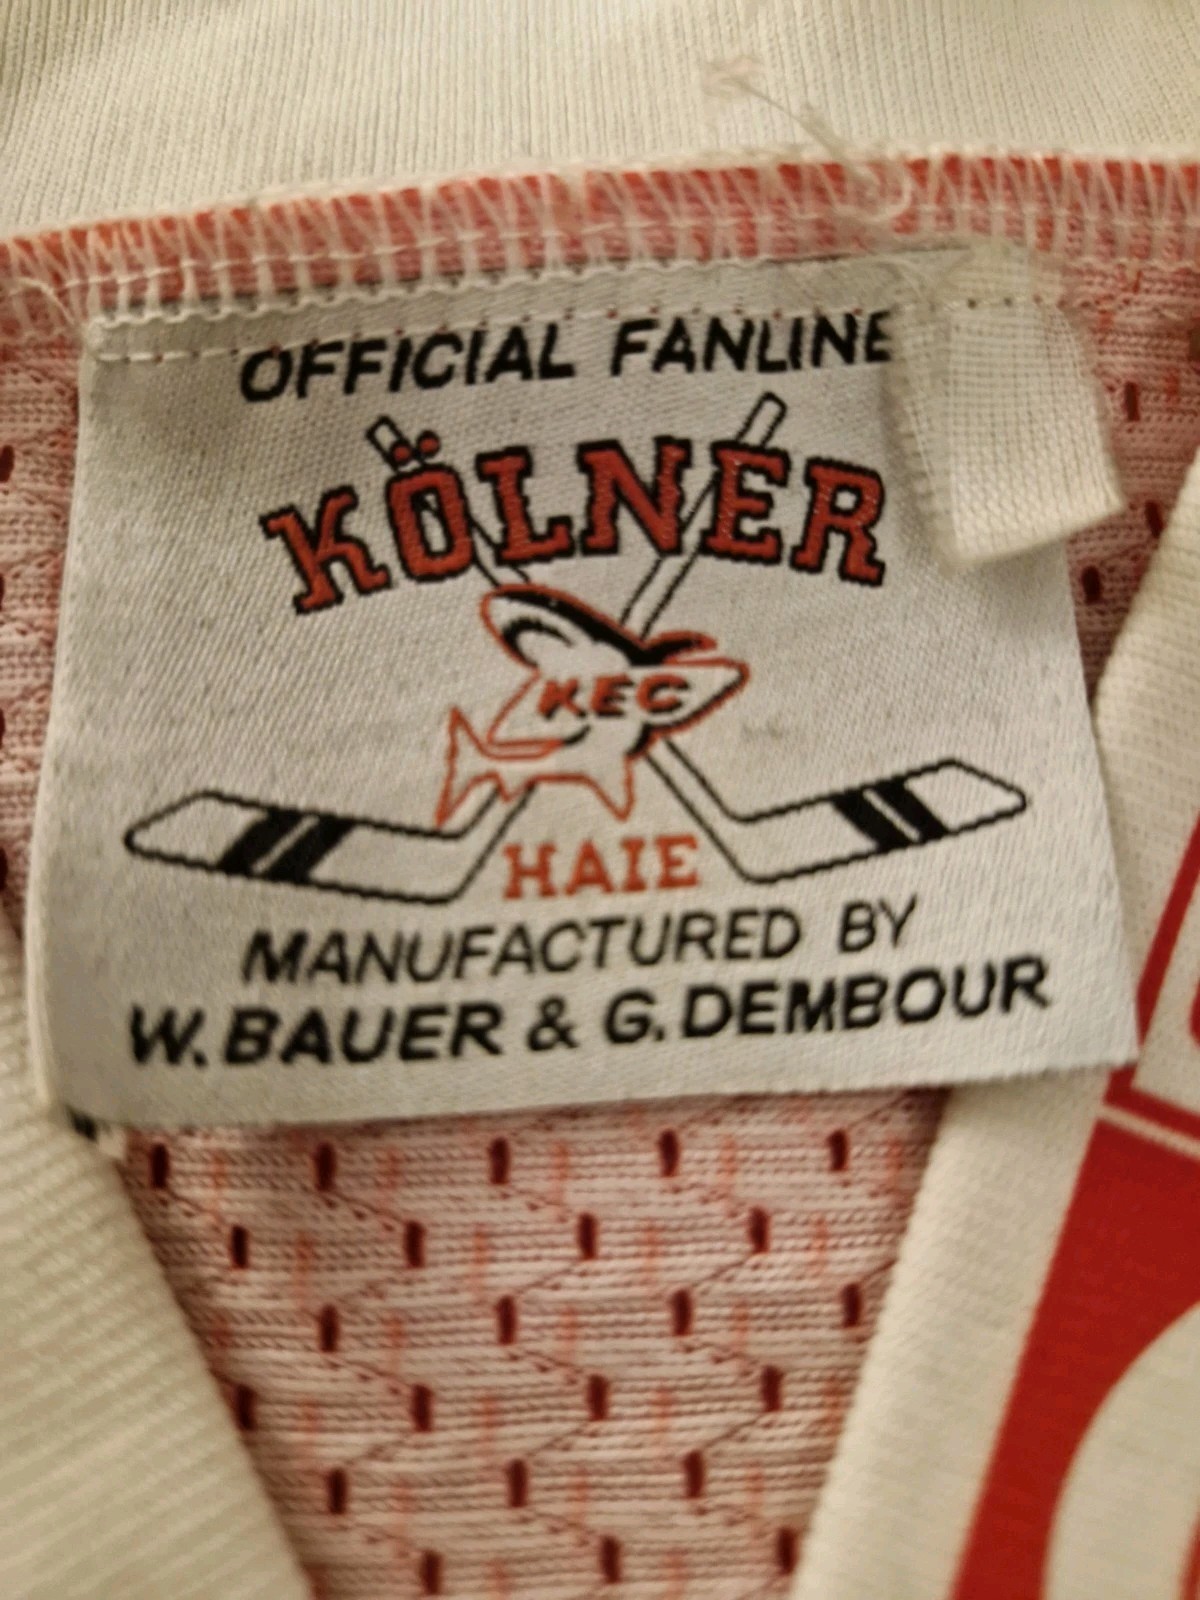 OFFICIAL FANLINE
KÖLNER
KEC
HAIE
MANUFACTURED BY
W. BAUER & G. DEMBOUR